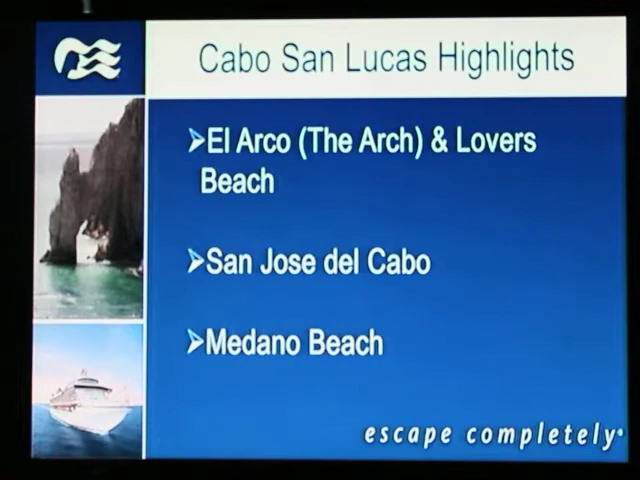 Cabo San Lucas Highlights
➢El Arco (The Arch) & Lovers
Beach
➢San Jose del Cabo
➢Medano Beach
escape completely®